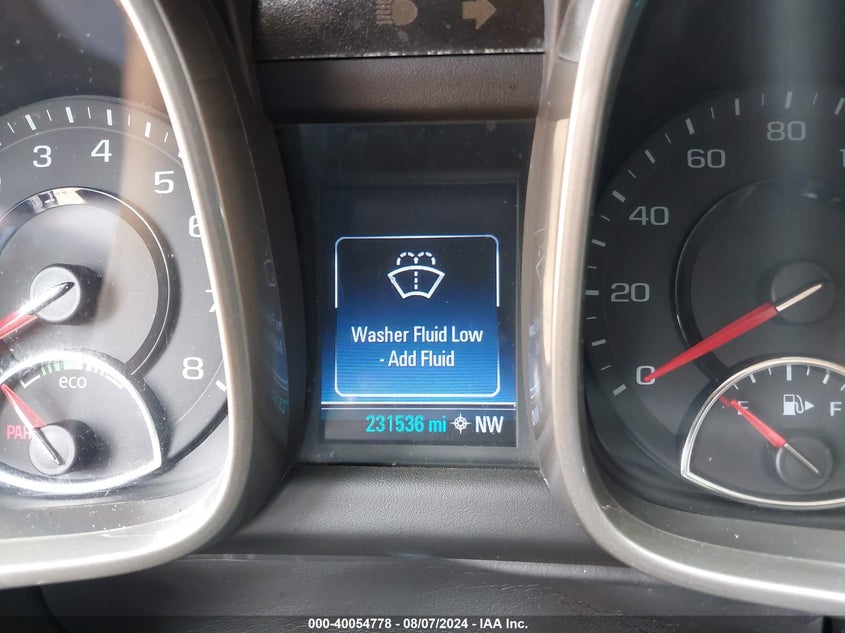 3
4
5
6
7
8
eco
PAR
Washer Fluid Low
- Add Fluid
231536 mi NW
0
20
40
60
80
E
F
000-40054778 - 08/07/2024 - IAA Inc.